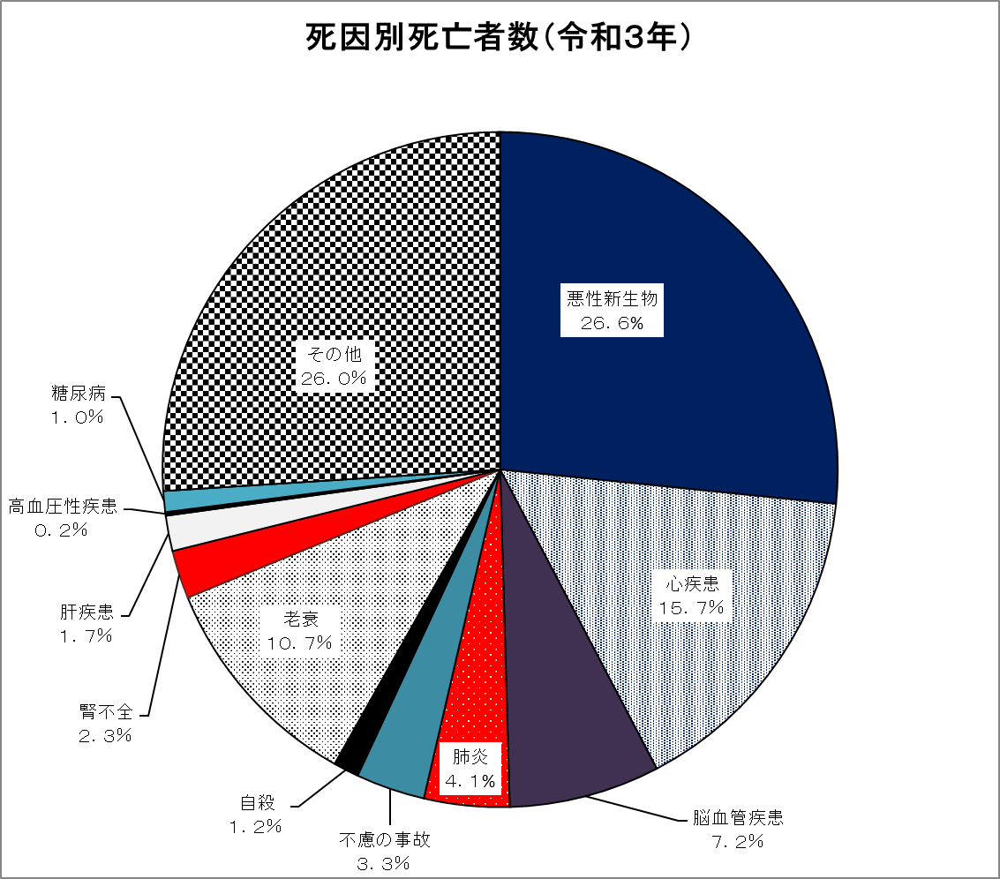 死因別死亡者数（令和３年）
悪性新生物
26．6%
心疾患
15．7%
脳血管疾患
7．2%
肺炎
4．1%
不慮の事故
3．3%
自殺
1．2%
老衰
10．7%
腎不全
2．3%
肝疾患
1．7%
高血圧性疾患
0．2%
糖尿病
1．0%
その他
26．0%